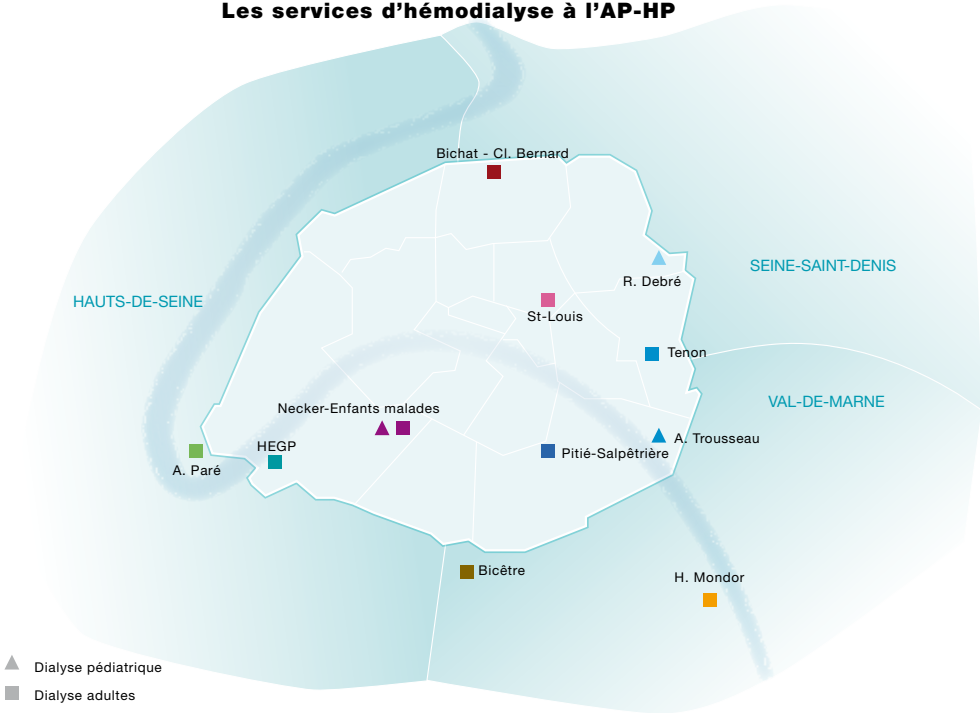 Les services d'hémodialyse à l'AP-HP
Bichat - Cl. Bernard
SEINE-SAINT-DENIS
R. Debré
HAUTS-DE-SEINE
St-Louis
Tenon
VAL-DE-MARNE
Necker-Enfants malades
A. Trousseau
HEGP
Pitié-Salpêtrière
A. Paré
Bicêtre
H. Mondor
Dialyse pédiatrique
Dialyse adultes